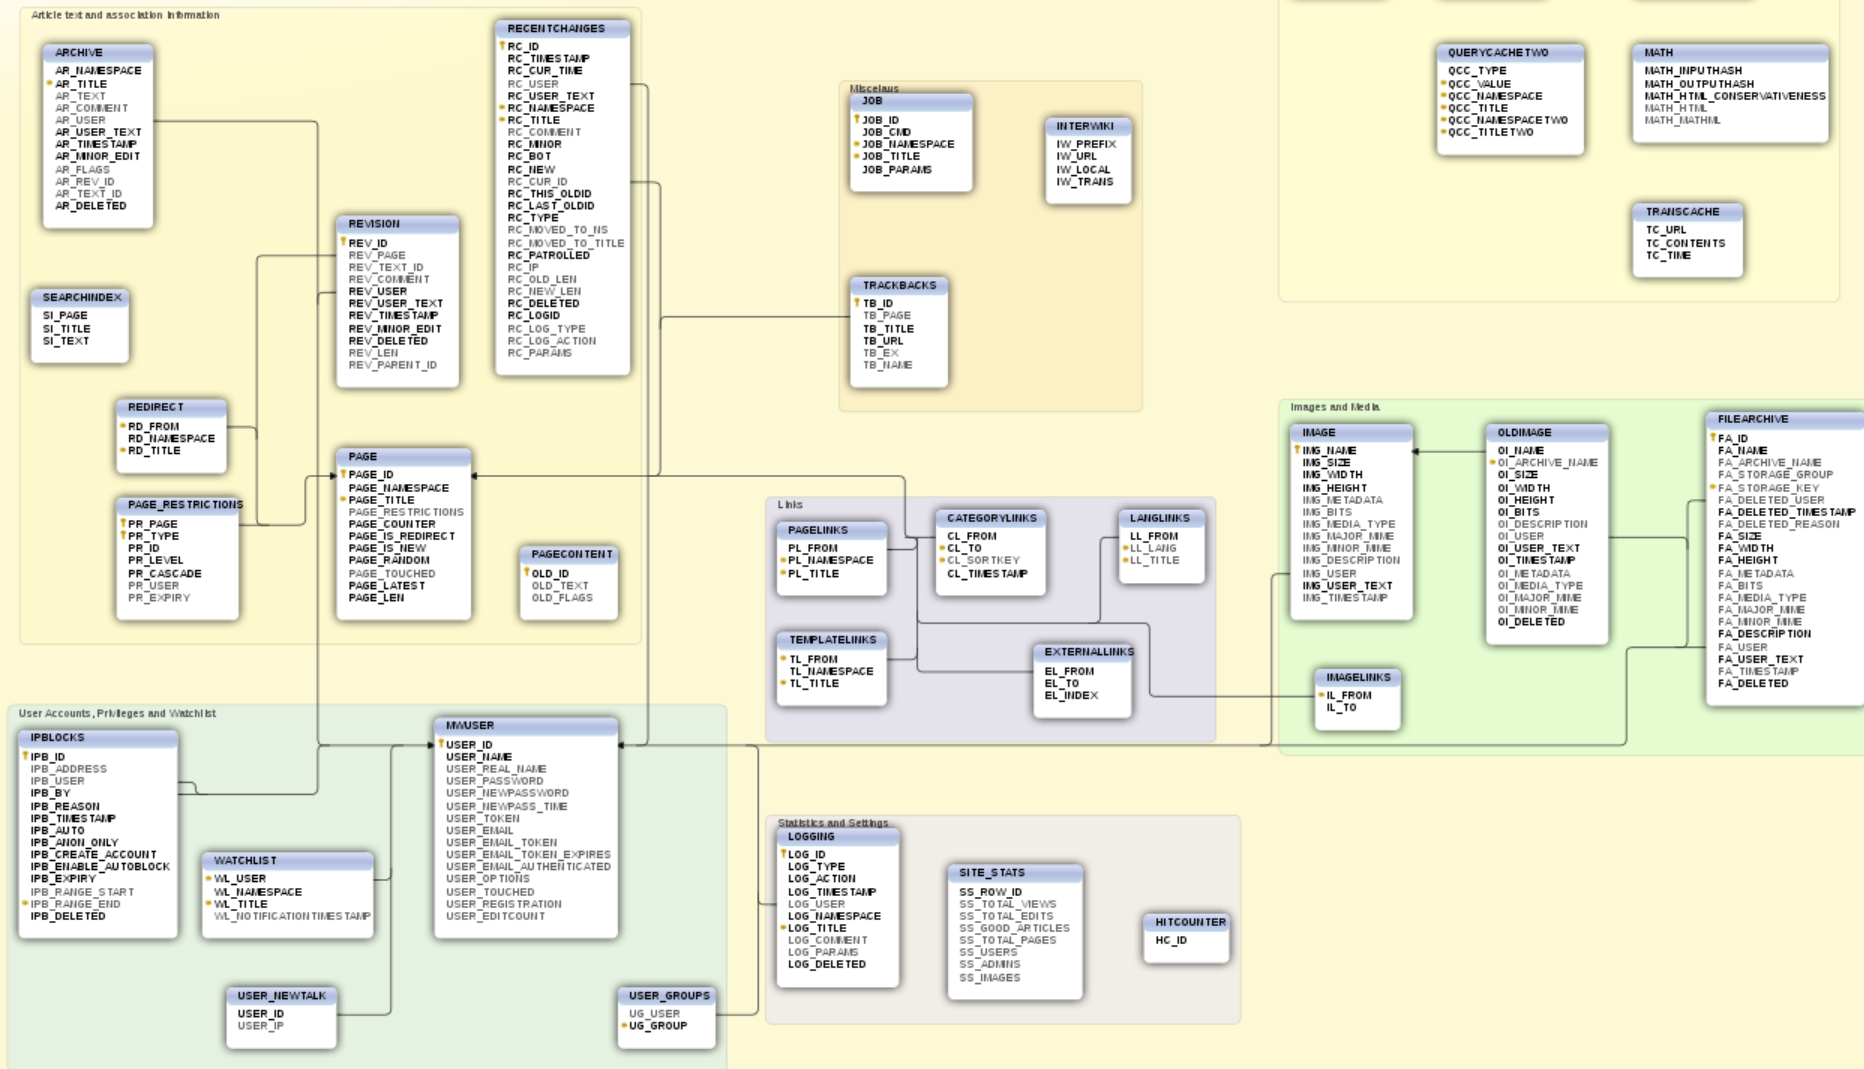 Article text and association Information
ARCHIVE
AR_NAMESPACE
AR_TITLE
AR_TEXT
AR_COMMENT
AR_USER
AR_USER_TEXT
AR_TIMESTAMP
AR_MINOR_EDIT
AR_FLAGS
AR_REV_ID
AR_TEXT_ID
AR_DELETED
SEARCHINDEX
SI_PAGE
SI_TITLE
SI_TEXT
REDIRECT
RD_FROM
RD_NAMESPACE
RD_TITLE
PAGE_RESTRICTIONS
PR_PAGE
PR_TYPE
PR_ID
PR_LEVEL
PR_CASCADE
PR_USER
PR_EXPIRY
REVISION
REV_ID
REV_PAGE
REV_TEXT_ID
REV_COMMENT
REV_USER
REV_USER_TEXT
REV_TIMESTAMP
REV_MINOR_EDIT
REV_DELETED
REV_LEN
REV_PARENT_ID
PAGE
PAGE_ID
PAGE_NAMESPACE
PAGE_TITLE
PAGE_RESTRICTIONS
PAGE_COUNTER
PAGE_IS_REDIRECT
PAGE_IS_NEW
PAGE_RANDOM
PAGE_TOUCHED
PAGE_LATEST
PAGE_LEN
RECENTCHANGES
RC_ID
RC_TIMESTAMP
RC_CUR_TIME
RC_USER
RC_USER_TEXT
RC_NAMESPACE
RC_TITLE
RC_COMMENT
RC_MINOR
RC_BOT
RC_NEW
RC_CUR_ID
RC_THIS_OLDID
RC_LAST_OLDID
RC_TYPE
RC_MOVED_TO_NS
RC_MOVED_TO_TITLE
RC_PATROLLED
RC_IP
RC_OLD_LEN
RC_NEW_LEN
RC_DELETED
RC_LOGID
RC_LOG_TYPE
RC_LOG_ACTION
RC_PARAMS
PAGECONTENT
OLD_ID
OLD_TEXT
OLD_FLAGS
Miscelaus
JOB
JOB_ID
JOB_CMD
JOB_NAMESPACE
JOB_TITLE
JOB_PARAMS
INTERWIKI
IW_PREFIX
IW_URL
IW_LOCAL
IW_TRANS
TRACKBACKS
TB_ID
TB_PAGE
TB_TITLE
TB_URL
TB_EX
TB_NAME
QUERYCACHETWO
QCC_TYPE
QCC_VALUE
QCC_NAMESPACE
QCC_TITLE
QCC_NAMESPACETWO
QCC_TITLETWO
MATH
MATH_INPUTHASH
MATH_OUTPUTHASH
MATH_HTML_CONSERVATIVENESS
MATH_HTML
MATH_MATHML
TRANSCACHE
TC_URL
TC_CONTENTS
TC_TIME
Links
PAGELINKS
PL_FROM
PL_NAMESPACE
PL_TITLE
CATEGORYLINKS
CL_FROM
CL_TO
CL_SORTKEY
CL_TIMESTAMP
LANGLINKS
LL_FROM
LL_LANG
LL_TITLE
TEMPLATELINKS
TL_FROM
TL_NAMESPACE
TL_TITLE
EXTERNALLINKS
EL_FROM
EL_TO
EL_INDEX
Images and Media
IMAGE
IMG_NAME
IMG_SIZE
IMG_WIDTH
IMG_HEIGHT
IMG_METADATA
IMG_BITS
IMG_MEDIA_TYPE
IMG_MAJOR_MIME
IMG_MINOR_MIME
IMG_DESCRIPTION
IMG_USER
IMG_USER_TEXT
IMG_TIMESTAMP
OLDIMAGE
OI_NAME
OI_ARCHIVE_NAME
OI_SIZE
OI_WIDTH
OI_HEIGHT
OI_BITS
OI_DESCRIPTION
OI_USER
OI_USER_TEXT
OI_TIMESTAMP
OI_METADATA
OI_MEDIA_TYPE
OI_MAJOR_MIME
OI_MINOR_MIME
OI_DELETED
FILEARCHIVE
FA_ID
FA_NAME
FA_ARCHIVE_NAME
FA_STORAGE_GROUP
FA_STORAGE_KEY
FA_DELETED_USER
FA_DELETED_TIMESTAMP
FA_DELETED_REASON
FA_SIZE
FA_WIDTH
FA_HEIGHT
FA_METADATA
FA_BITS
FA_MEDIA_TYPE
FA_MAJOR_MIME
FA_MINOR_MIME
FA_DESCRIPTION
FA_USER
FA_USER_TEXT
FA_TIMESTAMP
FA_DELETED
IMAGELINKS
IL_FROM
IL_TO
User Accounts, Privileges and Watchlist
IPBLOCKS
IPB_ID
IPB_ADDRESS
IPB_USER
IPB_BY
IPB_REASON
IPB_TIMESTAMP
IPB_AUTO
IPB_ANON_ONLY
IPB_CREATE_ACCOUNT
IPB_ENABLE_AUTOBLOCK
IPB_EXPIRY
IPB_RANGE_START
IPB_RANGE_END
IPB_DELETED
WATCHLIST
WL_USER
WL_NAMESPACE
WL_TITLE
WL_NOTIFICATIONTIMESTAMP
MWUSER
USER_ID
USER_NAME
USER_REAL_NAME
USER_PASSWORD
USER_NEWPASSWORD
USER_NEWPASS_TIME
USER_TOKEN
USER_EMAIL
USER_EMAIL_TOKEN
USER_EMAIL_TOKEN_EXPIRES
USER_EMAIL_AUTHENTICATED
USER_OPTIONS
USER_TOUCHED
USER_REGISTRATION
USER_EDITCOUNT
USER_NEWTALK
USER_ID
USER_IP
USER_GROUPS
UG_USER
UG_GROUP
Statistics and Settings
LOGGING
LOG_ID
LOG_TYPE
LOG_ACTION
LOG_TIMESTAMP
LOG_USER
LOG_NAMESPACE
LOG_TITLE
LOG_COMMENT
LOG_PARAMS
LOG_DELETED
SITE_STATS
SS_ROW_ID
SS_TOTAL_VIEWS
SS_TOTAL_EDITS
SS_GOOD_ARTICLES
SS_TOTAL_PAGES
SS_USERS
SS_ADMINS
SS_IMAGES
HITCOUNTER
HC_ID